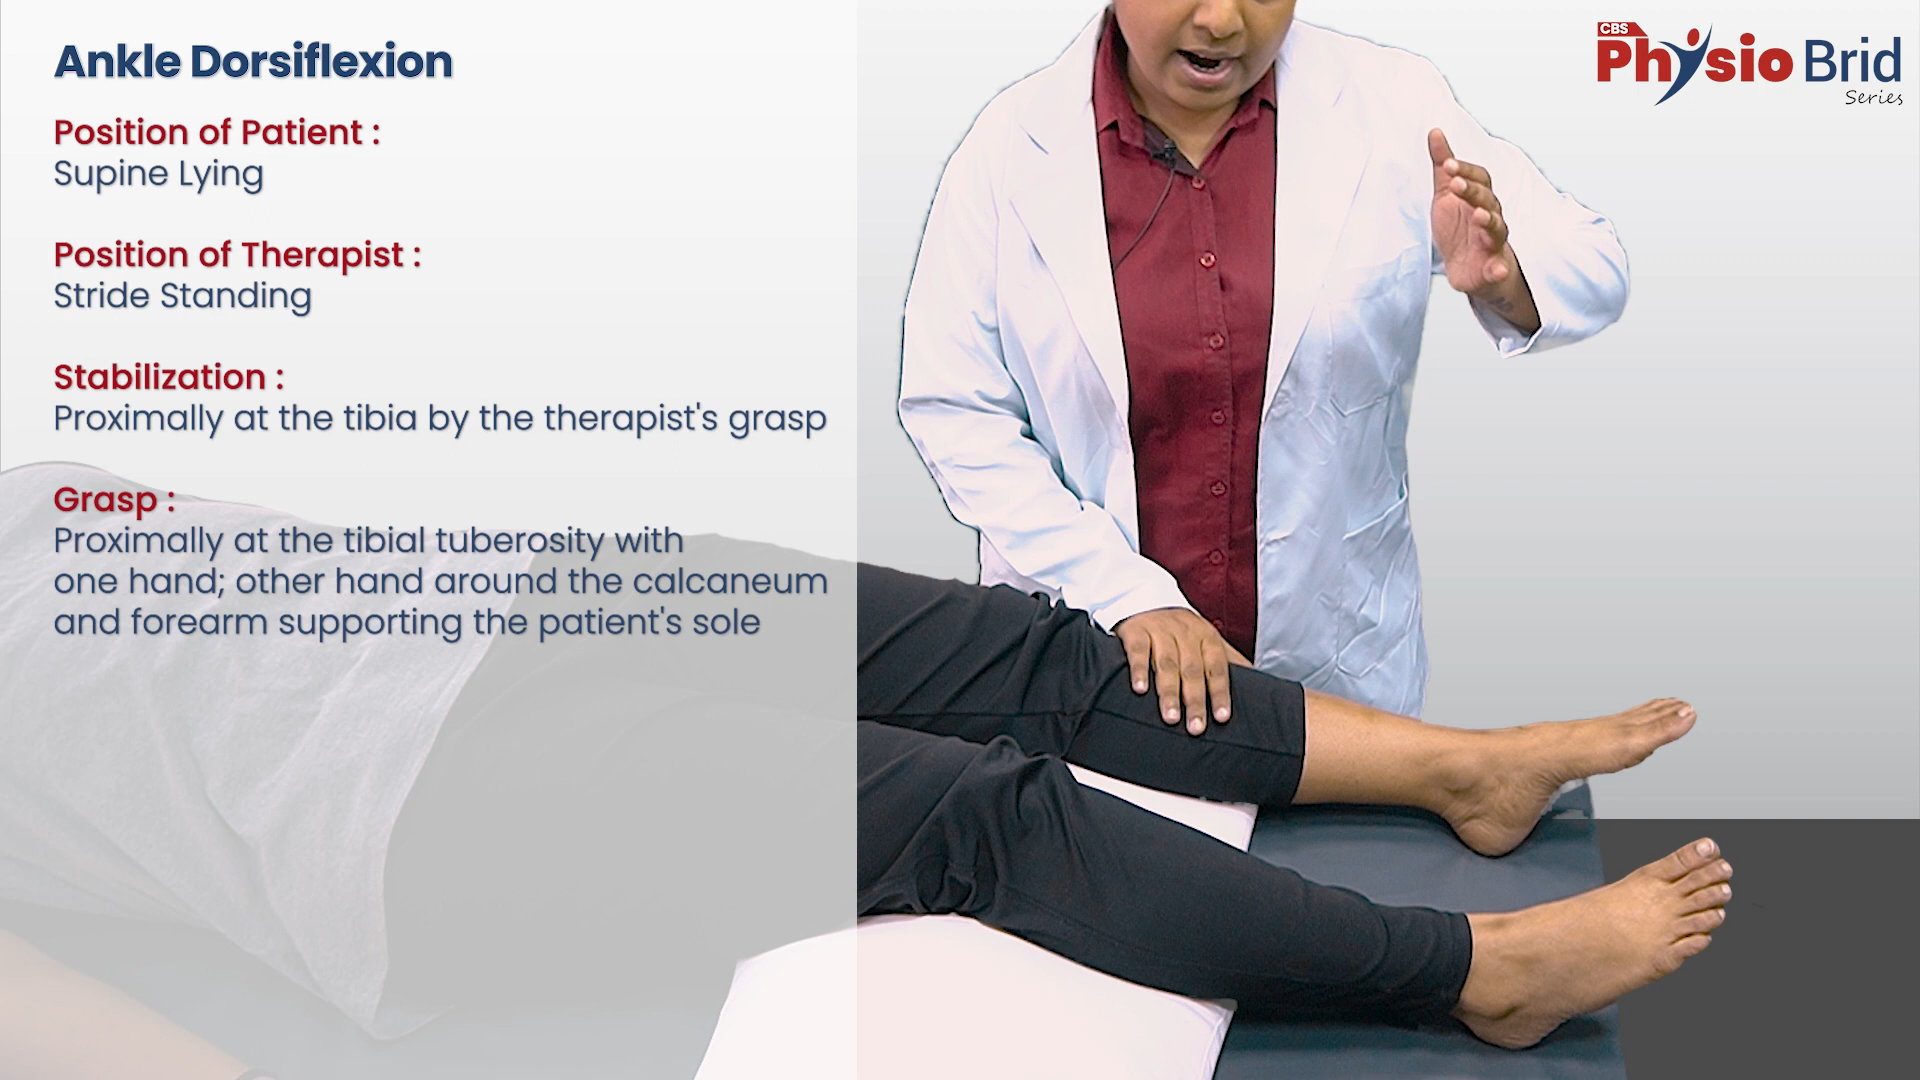 Ankle Dorsiflexion
Position of Patient :
Supine Lying
Position of Therapist :
Stride Standing
Stabilization :
Proximally at the tibia by the therapist's grasp
Grasp :
Proximally at the tibial tuberosity with
one hand; other hand around the calcaneum
and forearm supporting the patient's sole
CBS
Physio Brid
Series